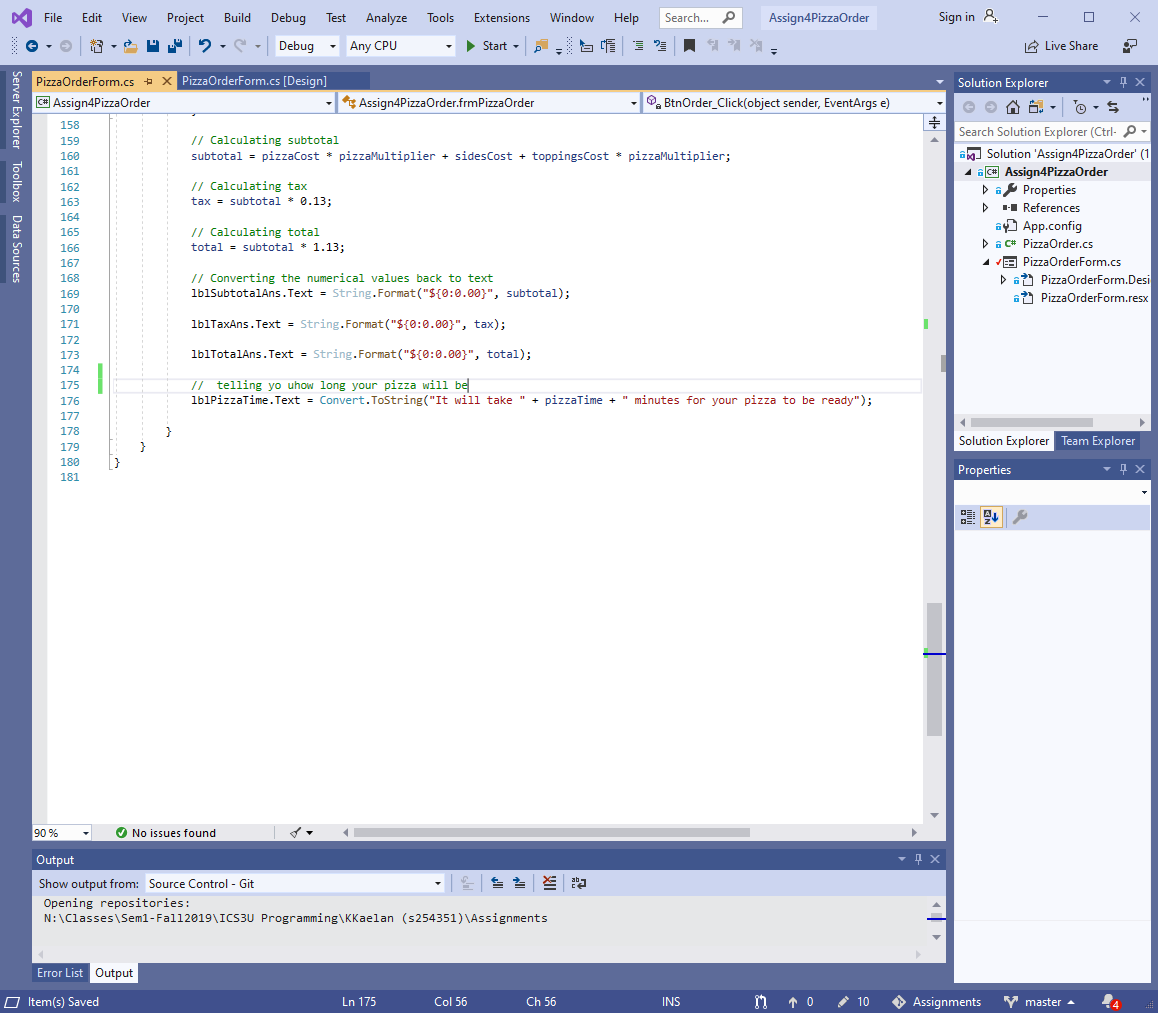 File Edit View Project Build Debug Test Analyze Tools Extensions Window Help Search... Assign4PizzaOrder Sign in
Debug Any CPU Start Live Share
Server Explorer
Toolbox
Data Sources
PizzaOrderForm.cs PizzaOrderForm.cs [Design]
C# Assign4PizzaOrder Assign4PizzaOrder.frmPizzaOrder BtnOrder_Click(object sender, EventArgs e)
158
159 // Calculating subtotal
160 subtotal = pizzaCost * pizzaMultiplier + sidesCost + toppingsCost * pizzaMultiplier;
161
162 // Calculating tax
163 tax = subtotal * 0.13;
164
165 // Calculating total
166 total = subtotal * 1.13;
167
168 // Converting the numerical values back to text
169 lblSubtotalAns.Text = String.Format("${0:0.00}", subtotal);
170
171 lblTaxAns.Text = String.Format("${0:0.00}", tax);
172
173 lblTotalAns.Text = String.Format("${0:0.00}", total);
174
175 //  telling yo uhow long your pizza will be
176 lblPizzaTime.Text = Convert.ToString("It will take " + pizzaTime + " minutes for your pizza to be ready");
177
178 }
179 }
180 }
181
90 % No issues found
Output
Show output from: Source Control - Git
Opening repositories:
N:\Classes\Sem1-Fall2019\ICS3U Programming\KKaelan (s254351)\Assignments
Error List Output
Solution Explorer
Search Solution Explorer (Ctrl-
Solution 'Assign4PizzaOrder' (1
C# Assign4PizzaOrder
Properties
References
App.config
C# PizzaOrder.cs
PizzaOrderForm.cs
PizzaOrderForm.Desi
PizzaOrderForm.resx
Solution Explorer Team Explorer
Properties
Item(s) Saved Ln 175 Col 56 Ch 56 INS 0 10 Assignments master 4